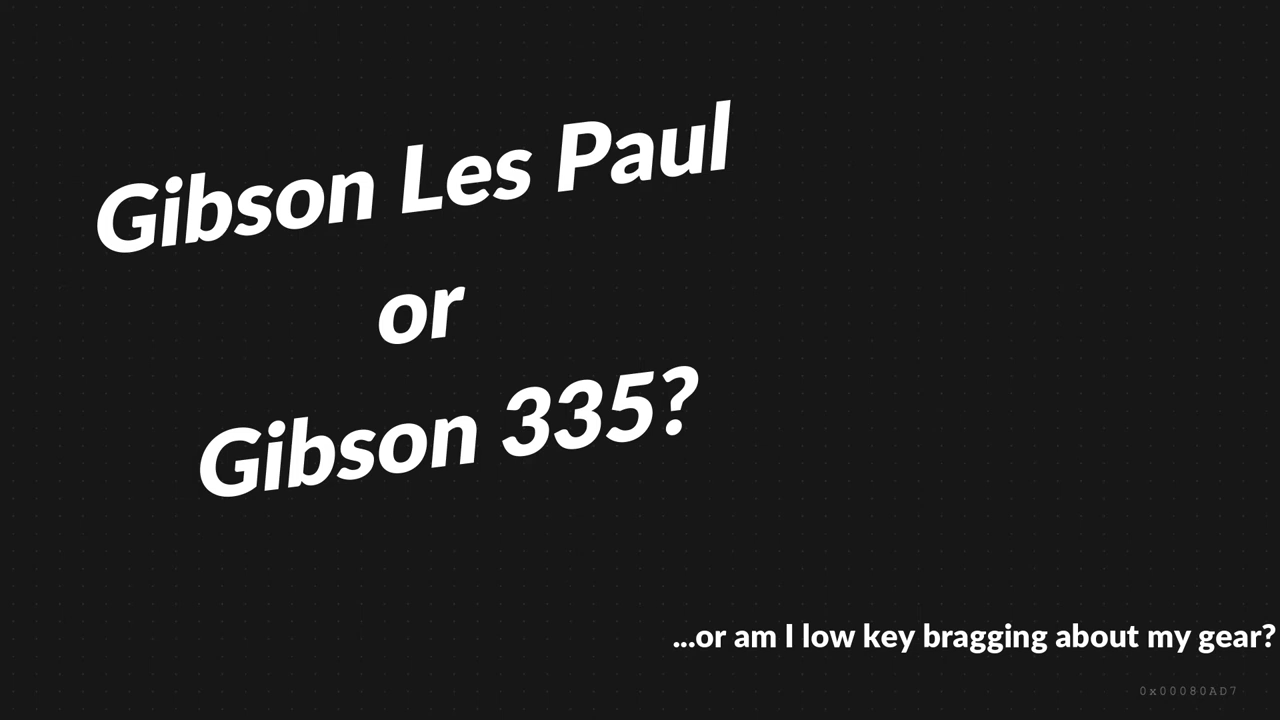 Gibson Les Paul
or
Gibson 335?
...or am I low key bragging about my gear?
0x00080AD7